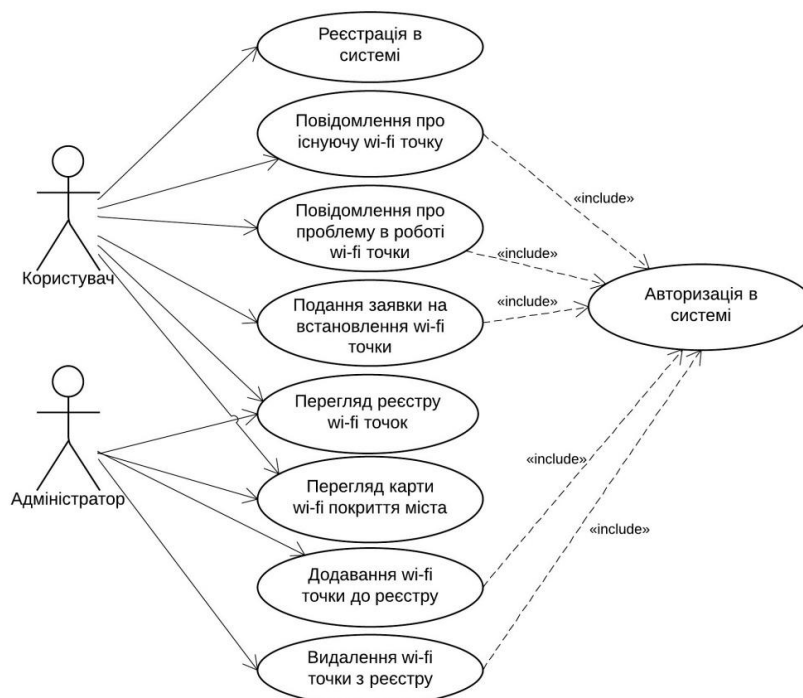 Реєстрація в
системі
Повідомлення про
існуючу wi-fi точку
«include»
Повідомлення про
проблему в роботі
wi-fi точки
«include»
Користувач
Авторизація в
системі
Подання заявки на
встановлення wi-fi
точки
«include»
Перегляд реєстру
wi-fi точок
Адміністратор
Перегляд карти
wi-fi покриття міста
«include»
«include»
Додавання wi-fi
точки до реєстру
Видалення wi-fi
точки з реєстру